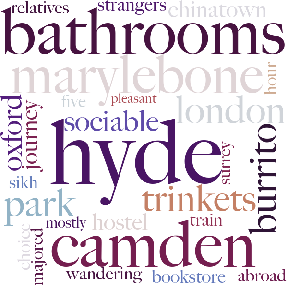 relatives strangers chinatown
bathrooms
marylebone hour
five pleasant
oxford journey sociable london
hyde surrey burrito
sikh
park trinkets
mostly hostel train
choice majored camden
wandering bookstore abroad